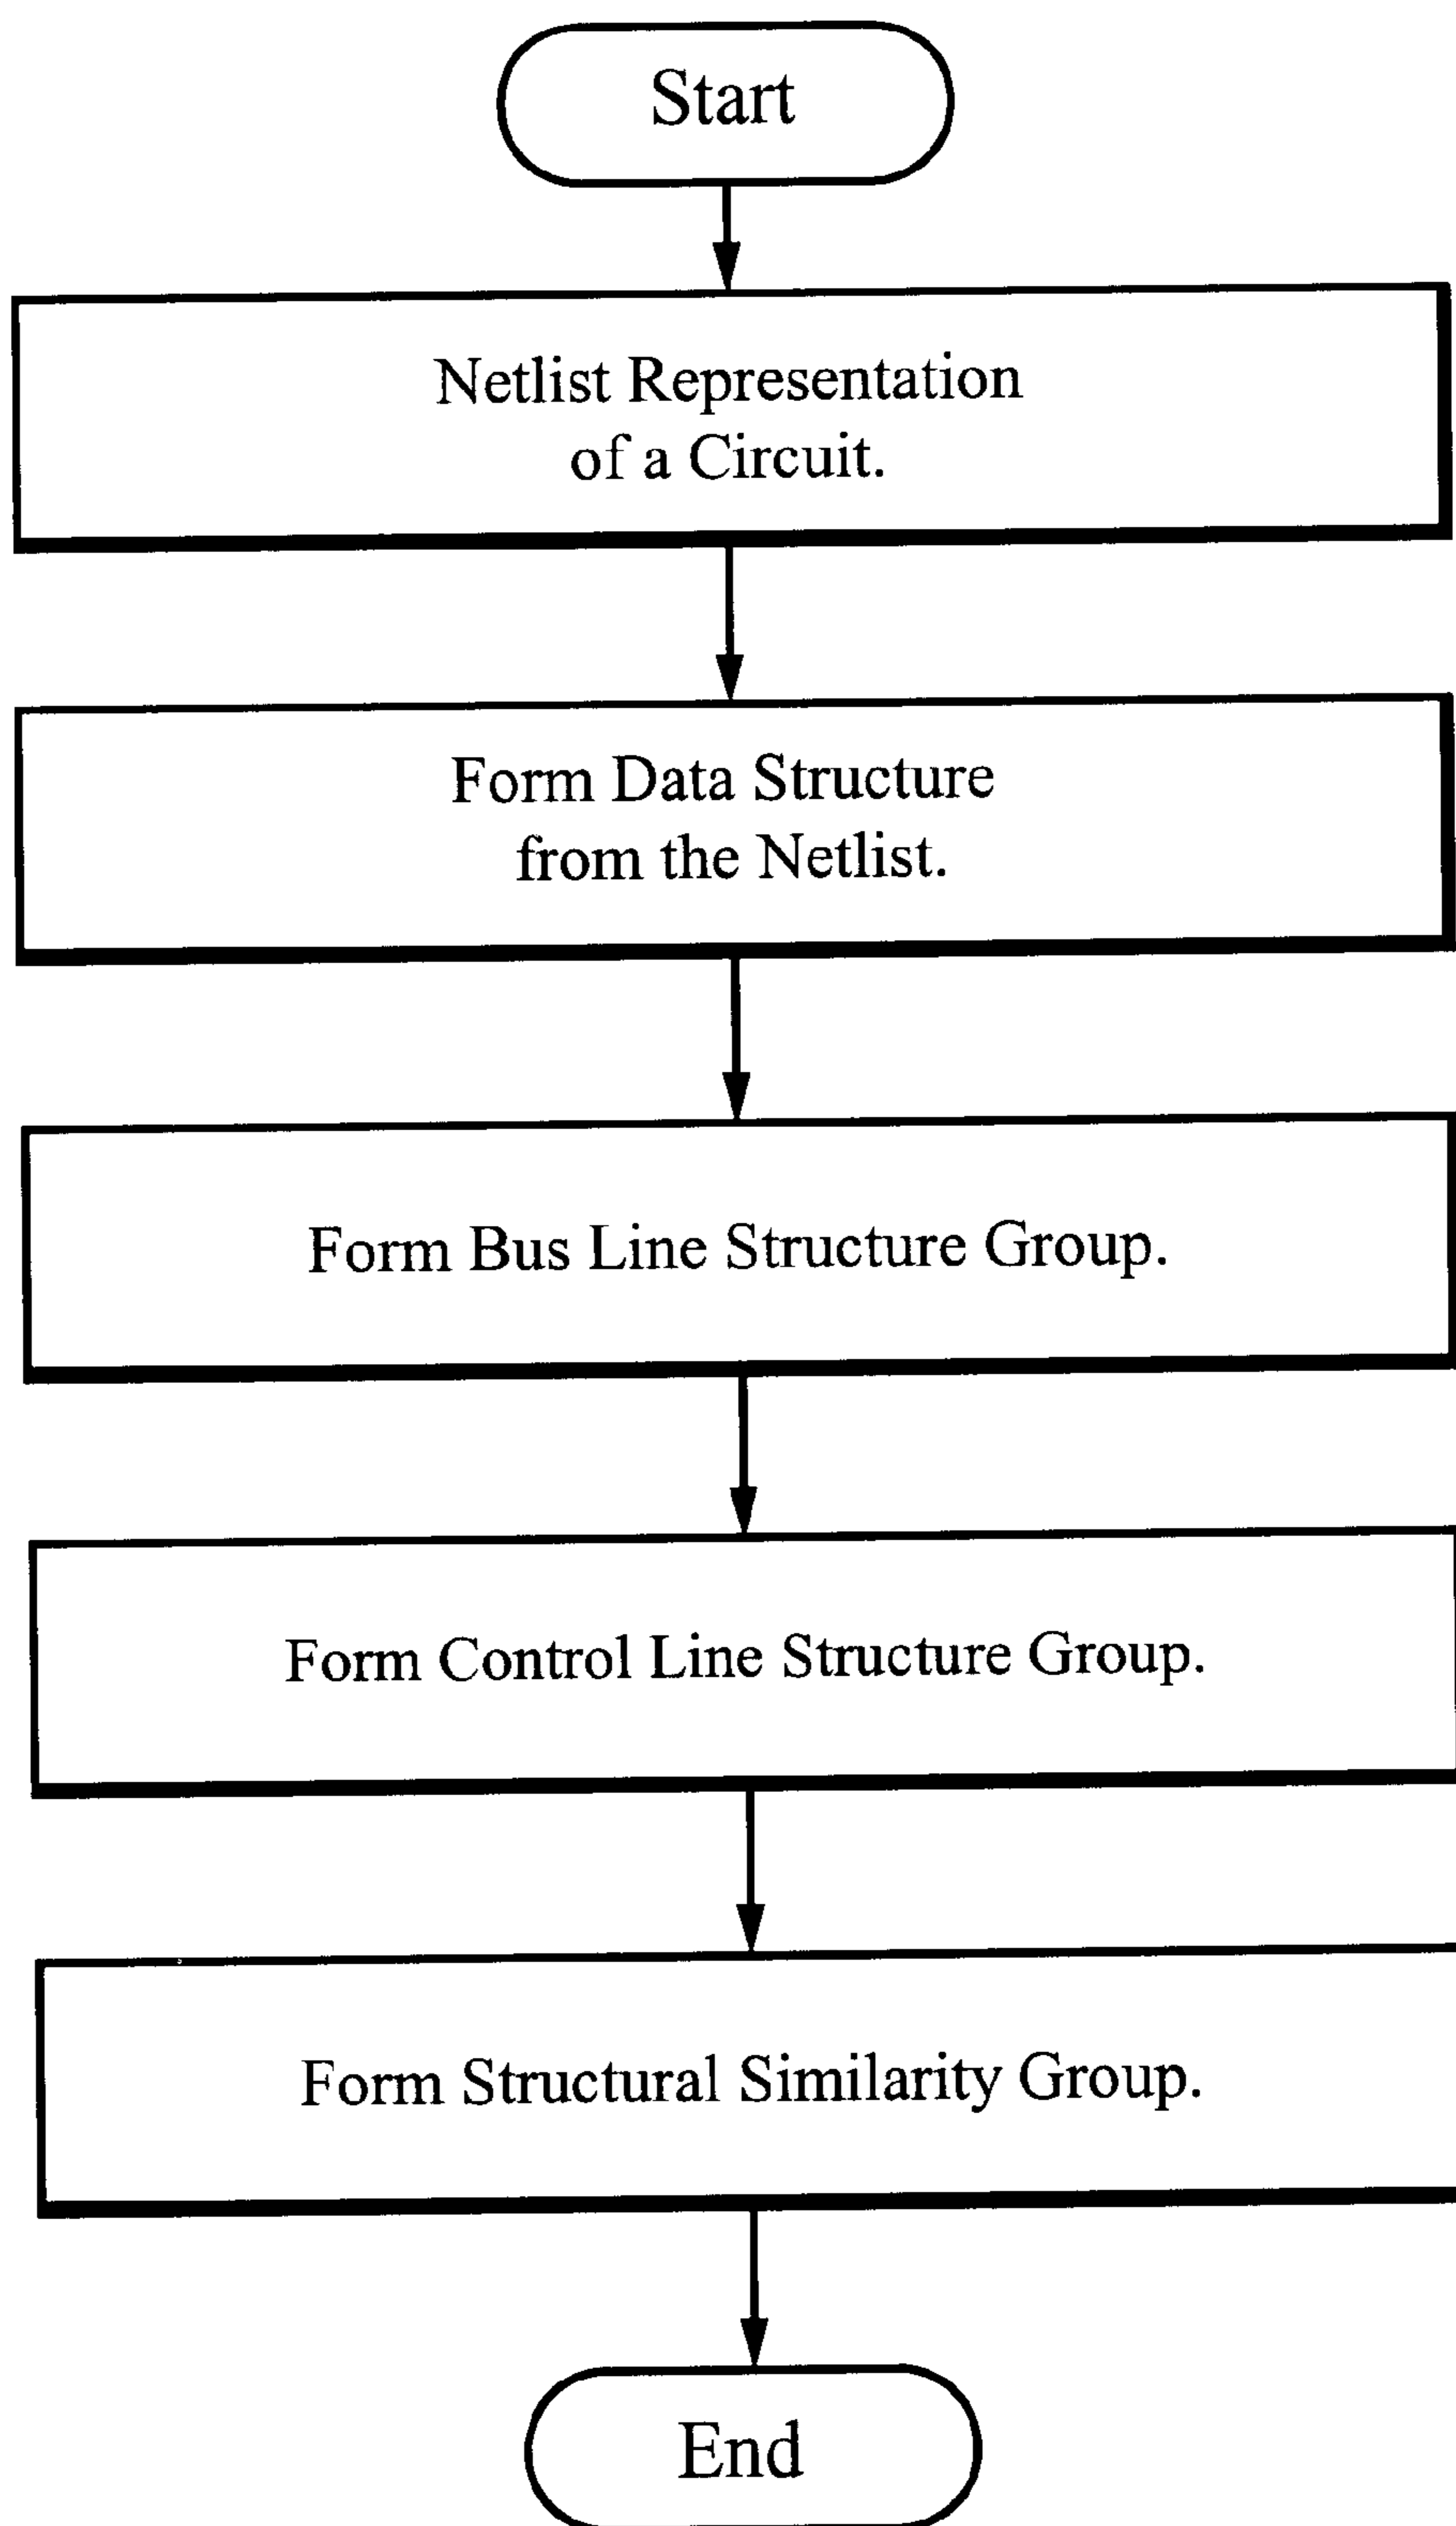 Start
Netlist Representation
of a Circuit.
Form Data Structure
from the Netlist.
Form Bus Line Structure Group.
Form Control Line Structure Group.
Form Structural Similarity Group.
End